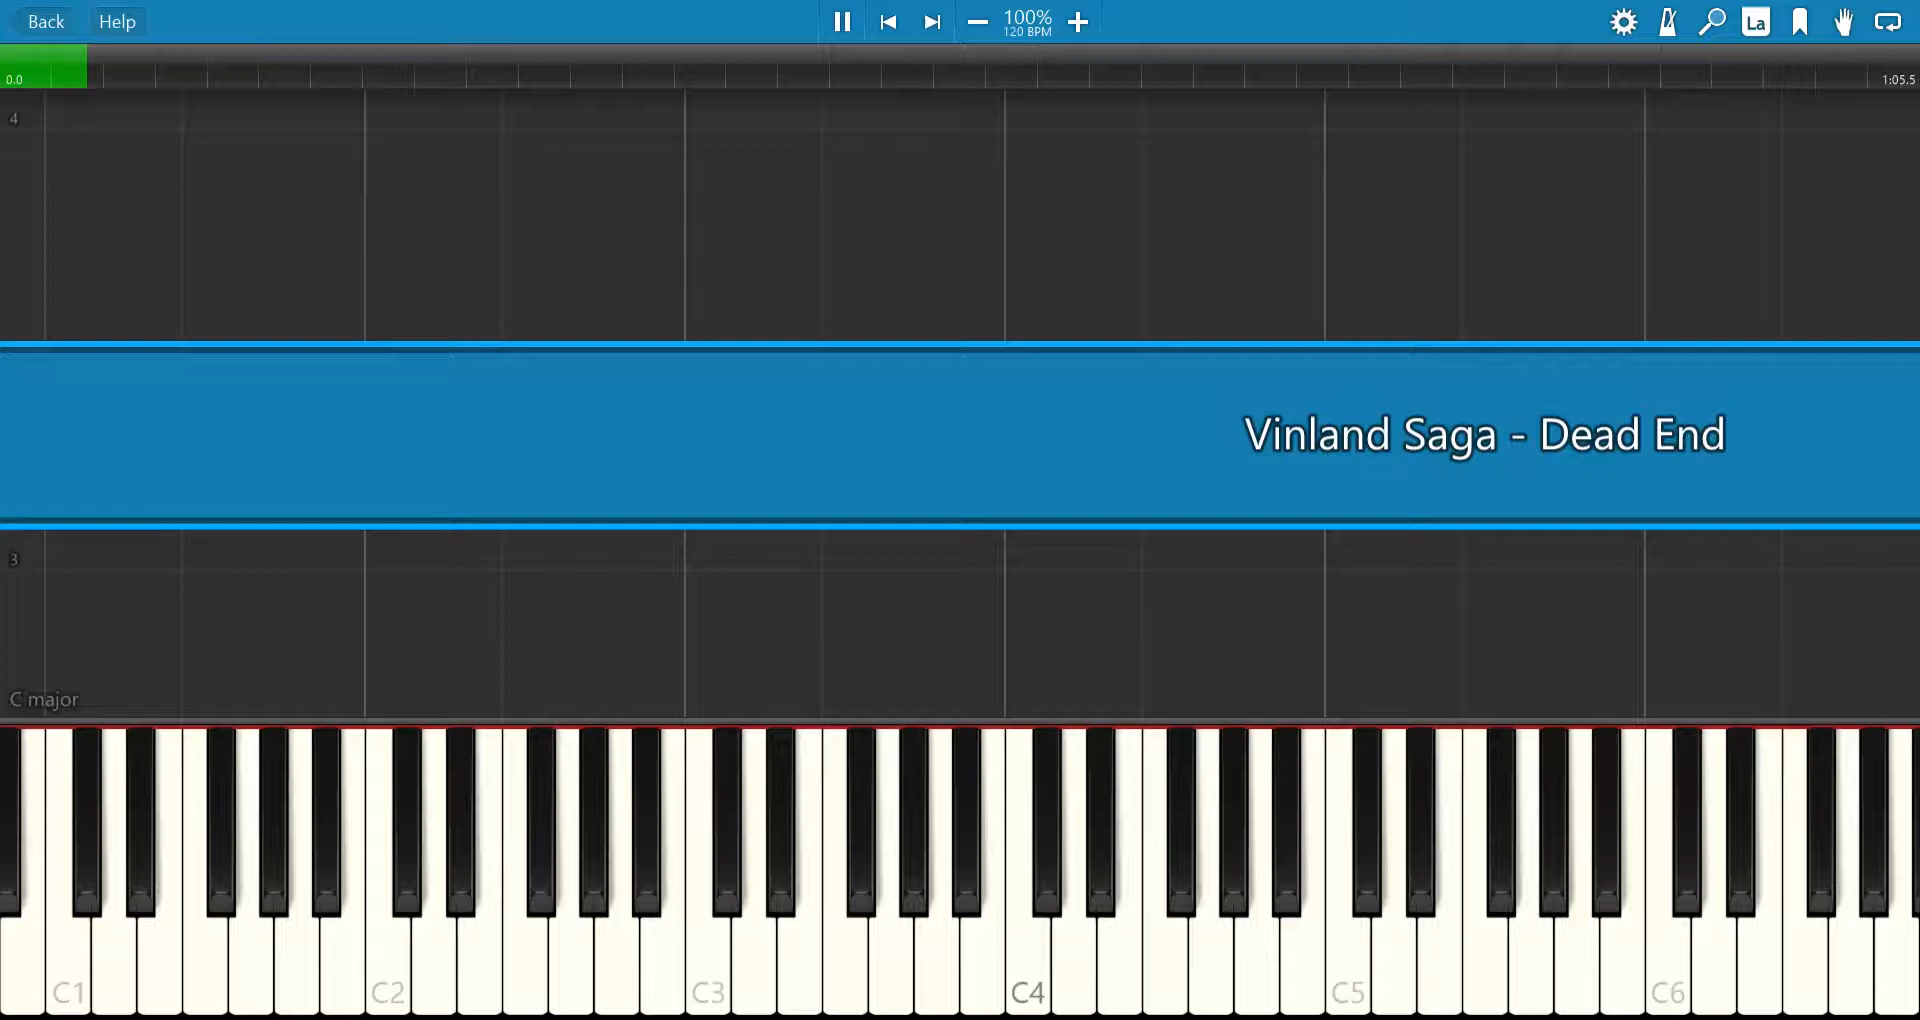 Back Help
100%
120 BPM
La
0.0
1:05.5
4
Vinland Saga - Dead End
3
C major
C1 C2 C3 C4 C5 C6